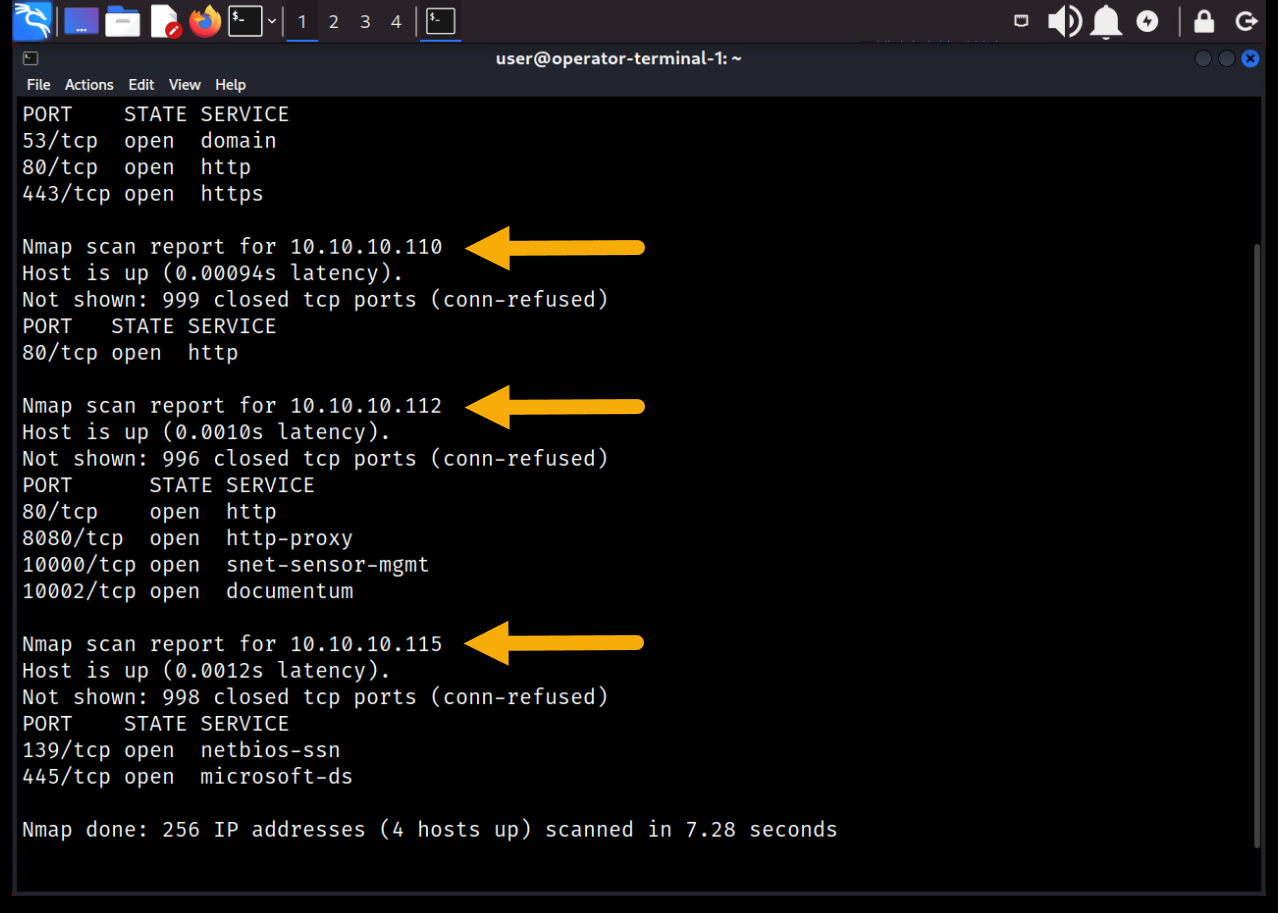 1 2 3 4
user@operator-terminal-1: ~
File Actions Edit View Help
PORT    STATE SERVICE
53/tcp  open  domain
80/tcp  open  http
443/tcp open  https
Nmap scan report for 10.10.10.110
Host is up (0.00094s latency).
Not shown: 999 closed tcp ports (conn-refused)
PORT   STATE SERVICE
80/tcp open  http
Nmap scan report for 10.10.10.112
Host is up (0.0010s latency).
Not shown: 996 closed tcp ports (conn-refused)
PORT      STATE SERVICE
80/tcp    open  http
8080/tcp  open  http-proxy
10000/tcp open  snet-sensor-mgmt
10002/tcp open  documentum
Nmap scan report for 10.10.10.115
Host is up (0.0012s latency).
Not shown: 998 closed tcp ports (conn-refused)
PORT    STATE SERVICE
139/tcp open  netbios-ssn
445/tcp open  microsoft-ds
Nmap done: 256 IP addresses (4 hosts up) scanned in 7.28 seconds